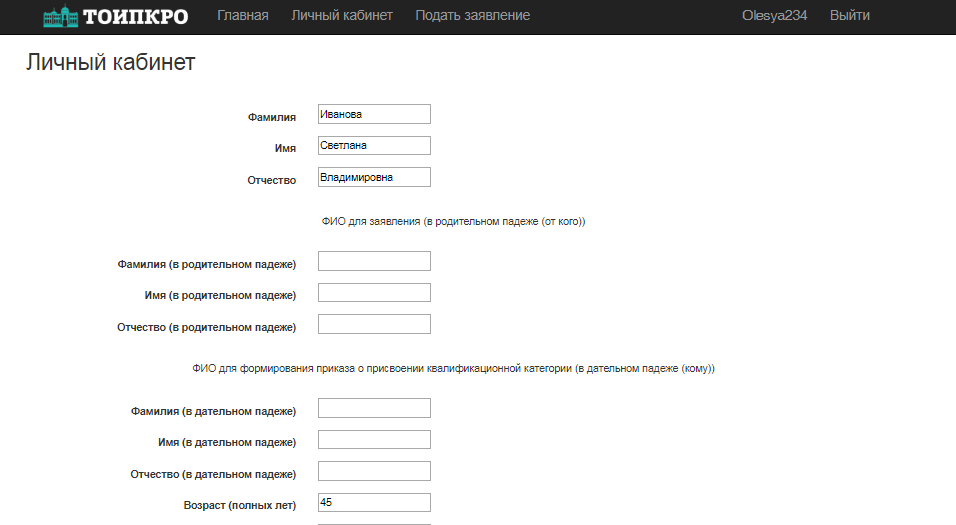 ТОИПКРО Главная Личный кабинет Подать заявление Olesya234 Выйти
Личный кабинет
Фамилия Иванова
Имя Светлана
Отчество Владимировна
ФИО для заявления (в родительном падеже (от кого))
Фамилия (в родительном падеже)
Имя (в родительном падеже)
Отчество (в родительном падеже)
ФИО для формирования приказа о присвоении квалификационной категории (в дательном падеже (кому))
Фамилия (в дательном падеже)
Имя (в дательном падеже)
Отчество (в дательном падеже)
Возраст (полных лет) 45